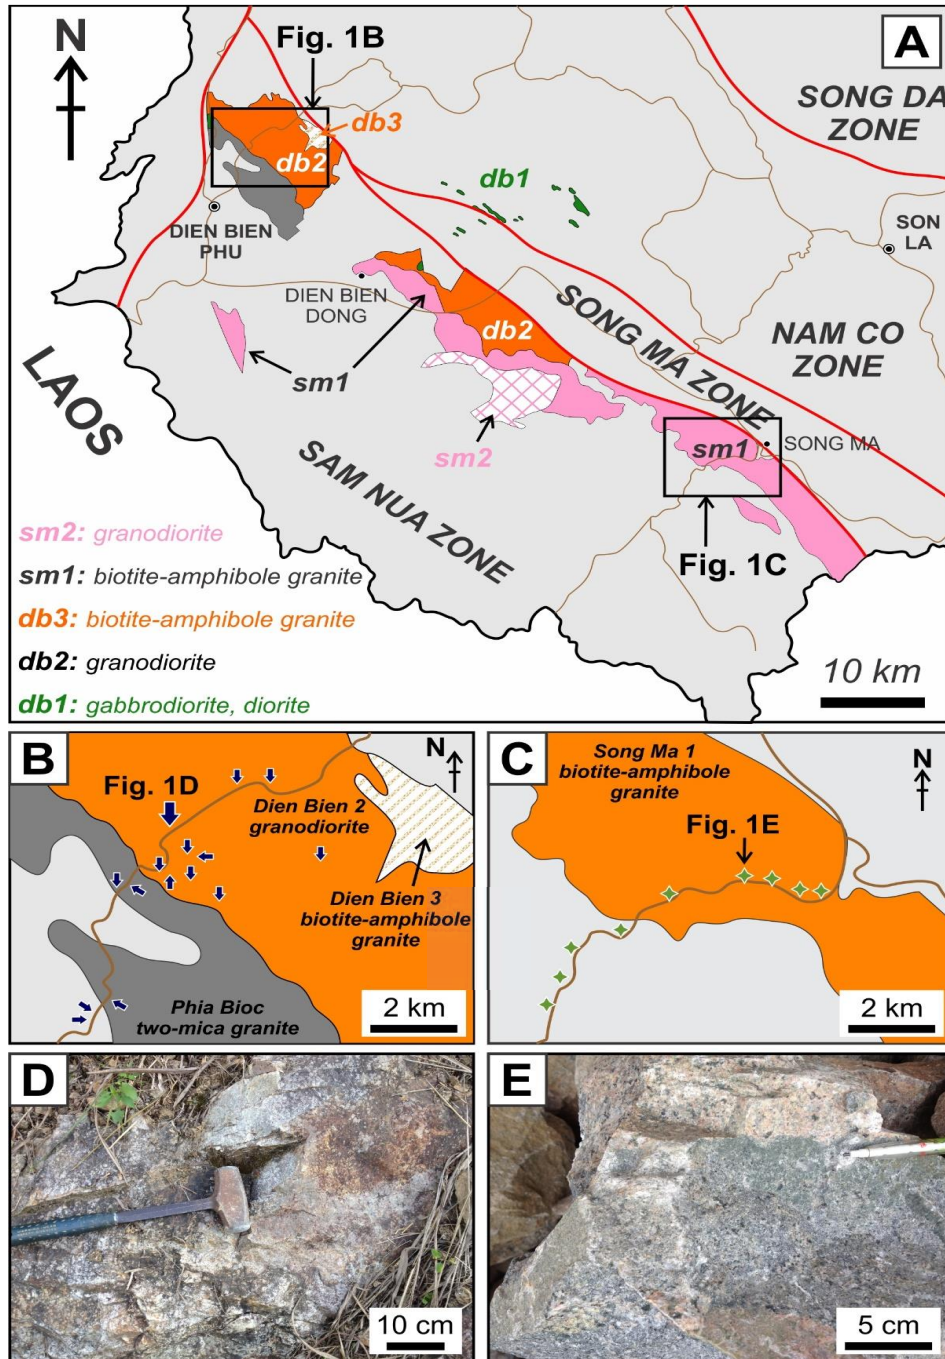 A
N
Fig. 1B
SONG DA
ZONE
db3
db2
db1
DIEN BIEN
PHU
SON
LA
DIEN BIEN
DONG
SONG MA ZONE
db2
NAM CO
ZONE
LAOS
sm1
sm2
sm1
SONG MA
SAM NUA ZONE
Fig. 1C
sm2: granodiorite
sm1: biotite-amphibole granite
db3: biotite-amphibole granite
db2: granodiorite
db1: gabbrodiorite, diorite
10 km
B
N
Fig. 1D
Dien Bien 2
granodiorite
Dien Bien 3
biotite-amphibole
granite
Phia Bioc
two-mica granite
2 km
C
N
Song Ma 1
biotite-amphibole
granite
Fig. 1E
2 km
D
10 cm
E
5 cm